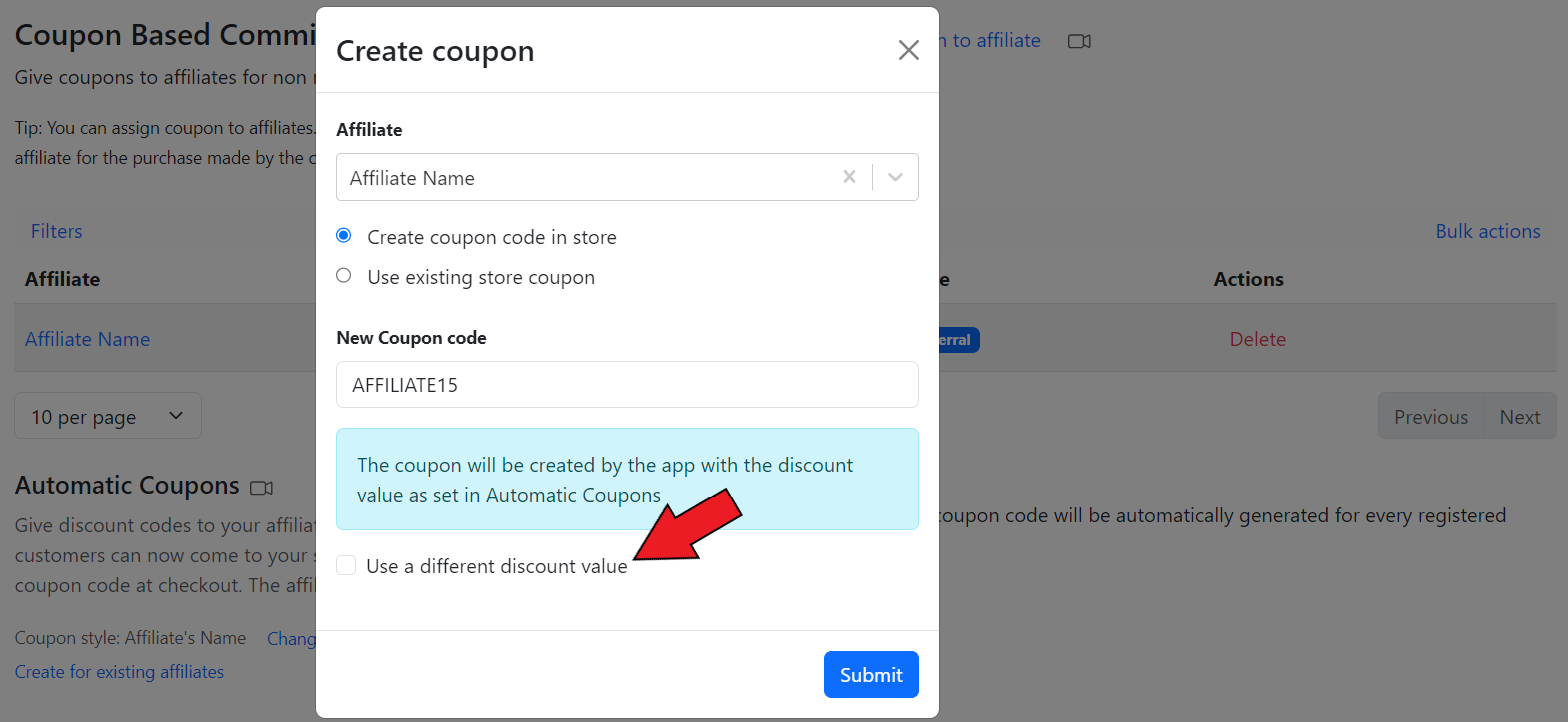 Coupon Based Commi
to affiliate
Give coupons to affiliates for non
Tip: You can assign coupon to affiliates.
affiliate for the purchase made by the
Filters
Bulk actions
Affiliate
Actions
Affiliate Name
erral
Delete
10 per page
Previous
Next
Automatic Coupons
Give discount codes to your affilia
coupon code will be automatically generated for every registered
customers can now come to your
coupon code at checkout. The affil
Coupon style: Affiliate's Name Chang
Create for existing affiliates
Create coupon
Affiliate
Affiliate Name
Create coupon code in store
Use existing store coupon
New Coupon code
AFFILIATE15
The coupon will be created by the app with the discount
value as set in Automatic Coupons
Use a different discount value
Submit